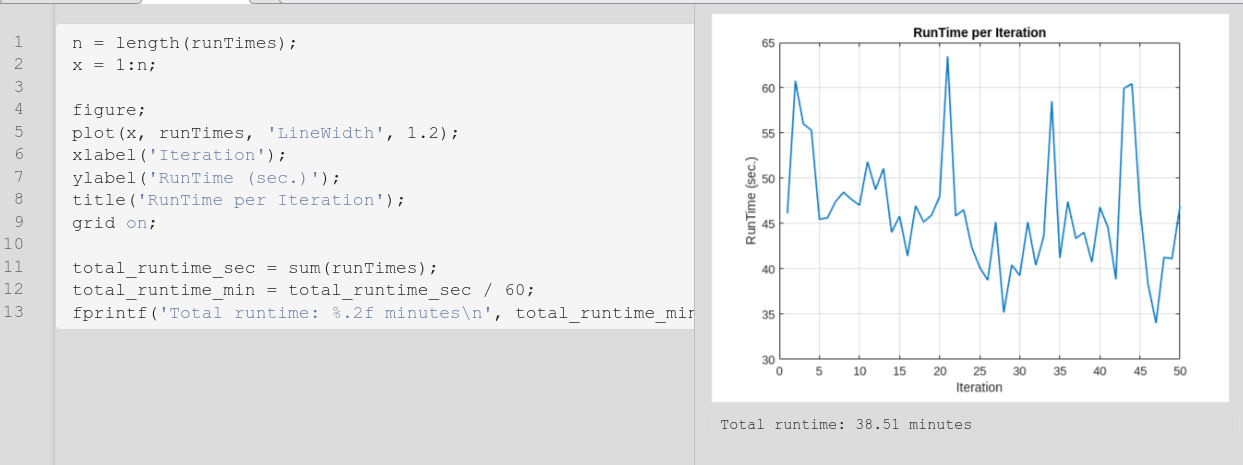 1 n = length(runTimes);
2 x = 1:n;
3
4 figure;
5 plot(x, runTimes, 'LineWidth', 1.2);
6 xlabel('Iteration');
7 ylabel('RunTime (sec.)');
8 title('RunTime per Iteration');
9 grid on;
10
11 total_runtime_sec = sum(runTimes);
12 total_runtime_min = total_runtime_sec / 60;
13 fprintf('Total runtime: %.2f minutes\n', total_runtime_min
RunTime per Iteration
65
60
55
50
45
40
35
30
RunTime (sec.)
0 5 10 15 20 25 30 35 40 45 50
Iteration
Total runtime: 38.51 minutes